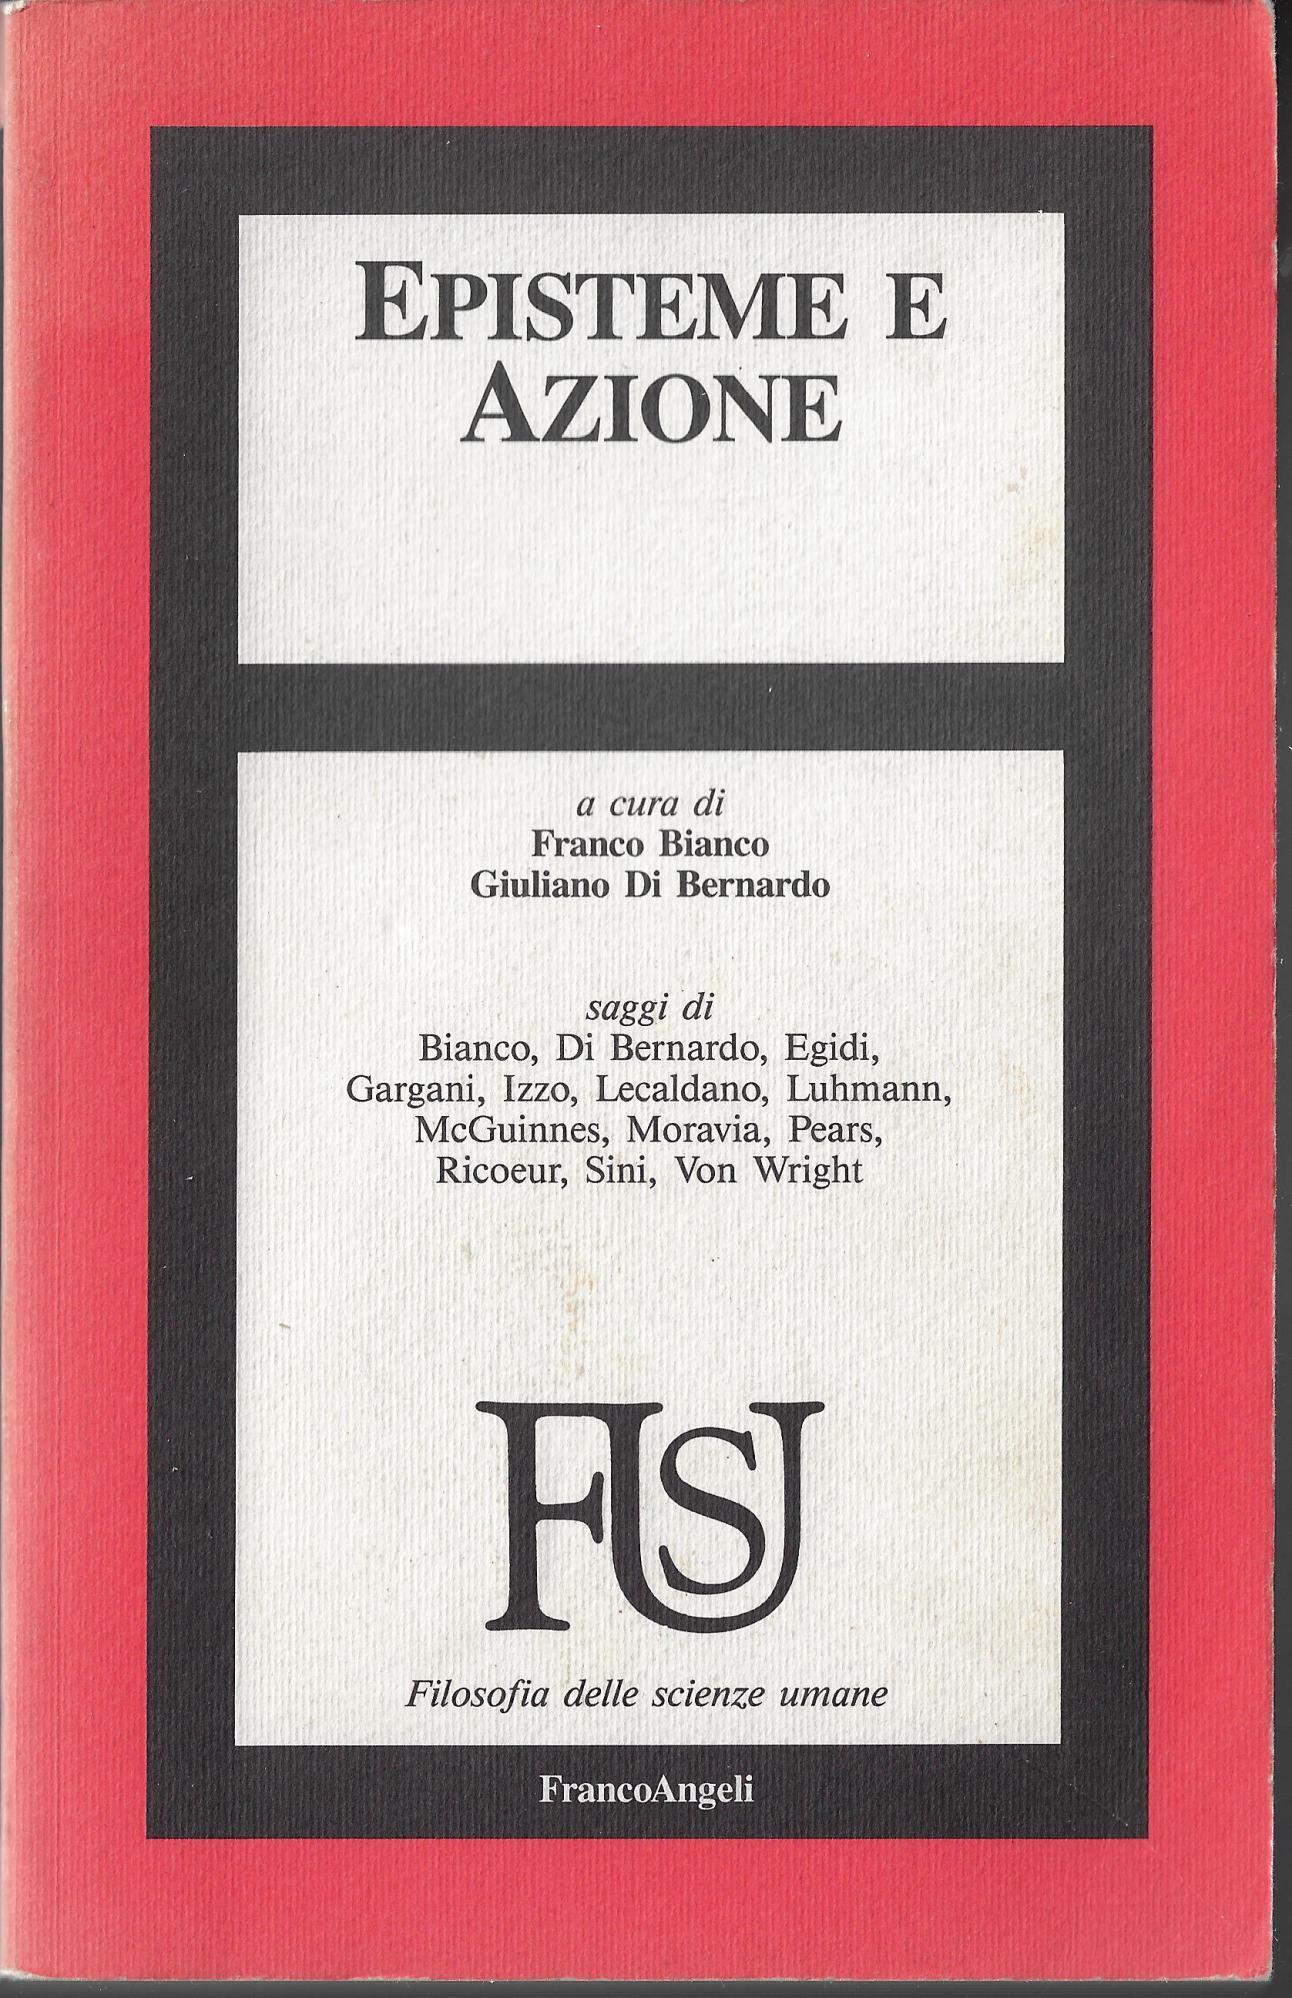 EPISTEME E
AZIONE
a cura di
Franco Bianco
Giuliano Di Bernardo
saggi di
Bianco, Di Bernardo, Egidi,
Gargani, Izzo, Lecaldano, Luhmann,
McGuinnes, Moravia, Pears,
Ricoeur, Sini, Von Wright
FSU
Filosofia delle scienze umane
FrancoAngeli